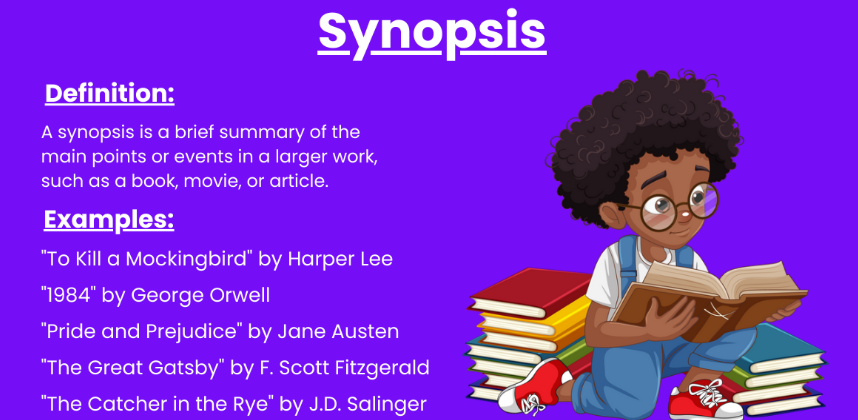 Synopsis
Definition:
A synopsis is a brief summary of the
main points or events in a larger work,
such as a book, movie, or article.
Examples:
"To Kill a Mockingbird" by Harper Lee
"1984" by George Orwell
"Pride and Prejudice" by Jane Austen
"The Great Gatsby" by F. Scott Fitzgerald
"The Catcher in the Rye" by J.D. Salinger